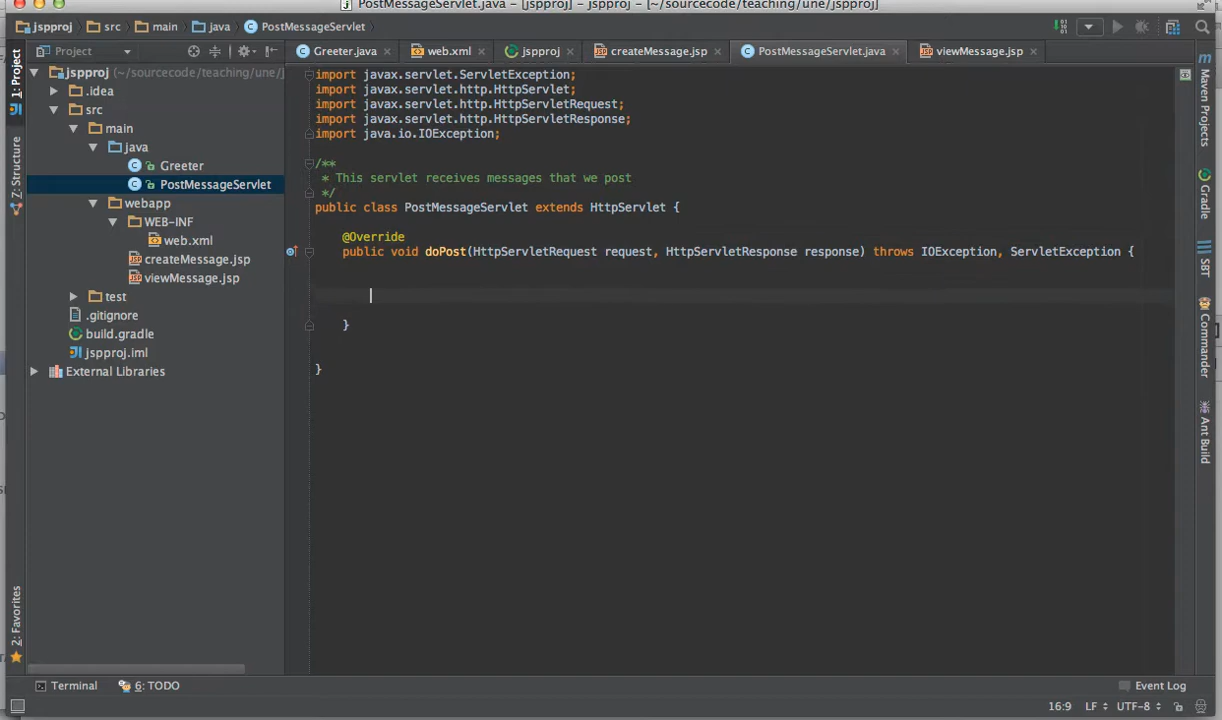 PostMessageServlet.java - [jspproj] - jspproj - [~/sourcecode/teaching/une/jspproj]
jspproj src main java PostMessageServlet
Project
Greeter.java web.xml jspproj createMessage.jsp PostMessageServlet.java viewMessage.jsp
jspproj (~/sourcecode/teaching/une/j
.idea
src
main
java
Greeter
PostMessageServlet
webapp
WEB-INF
web.xml
createMessage.jsp
viewMessage.jsp
test
.gitignore
build.gradle
jspproj.iml
External Libraries
1: Project
7: Structure
2: Favorites
import javax.servlet.ServletException;
import javax.servlet.http.HttpServlet;
import javax.servlet.http.HttpServletRequest;
import javax.servlet.http.HttpServletResponse;
import java.io.IOException;
/**
* This servlet receives messages that we post
*/
public class PostMessageServlet extends HttpServlet {
@Override
public void doPost(HttpServletRequest request, HttpServletResponse response) throws IOException, ServletException {
}
}
Maven Projects
Gradle
SBT
Commander
Ant Build
Terminal 6: TODO Event Log
16:9 LF UTF-8